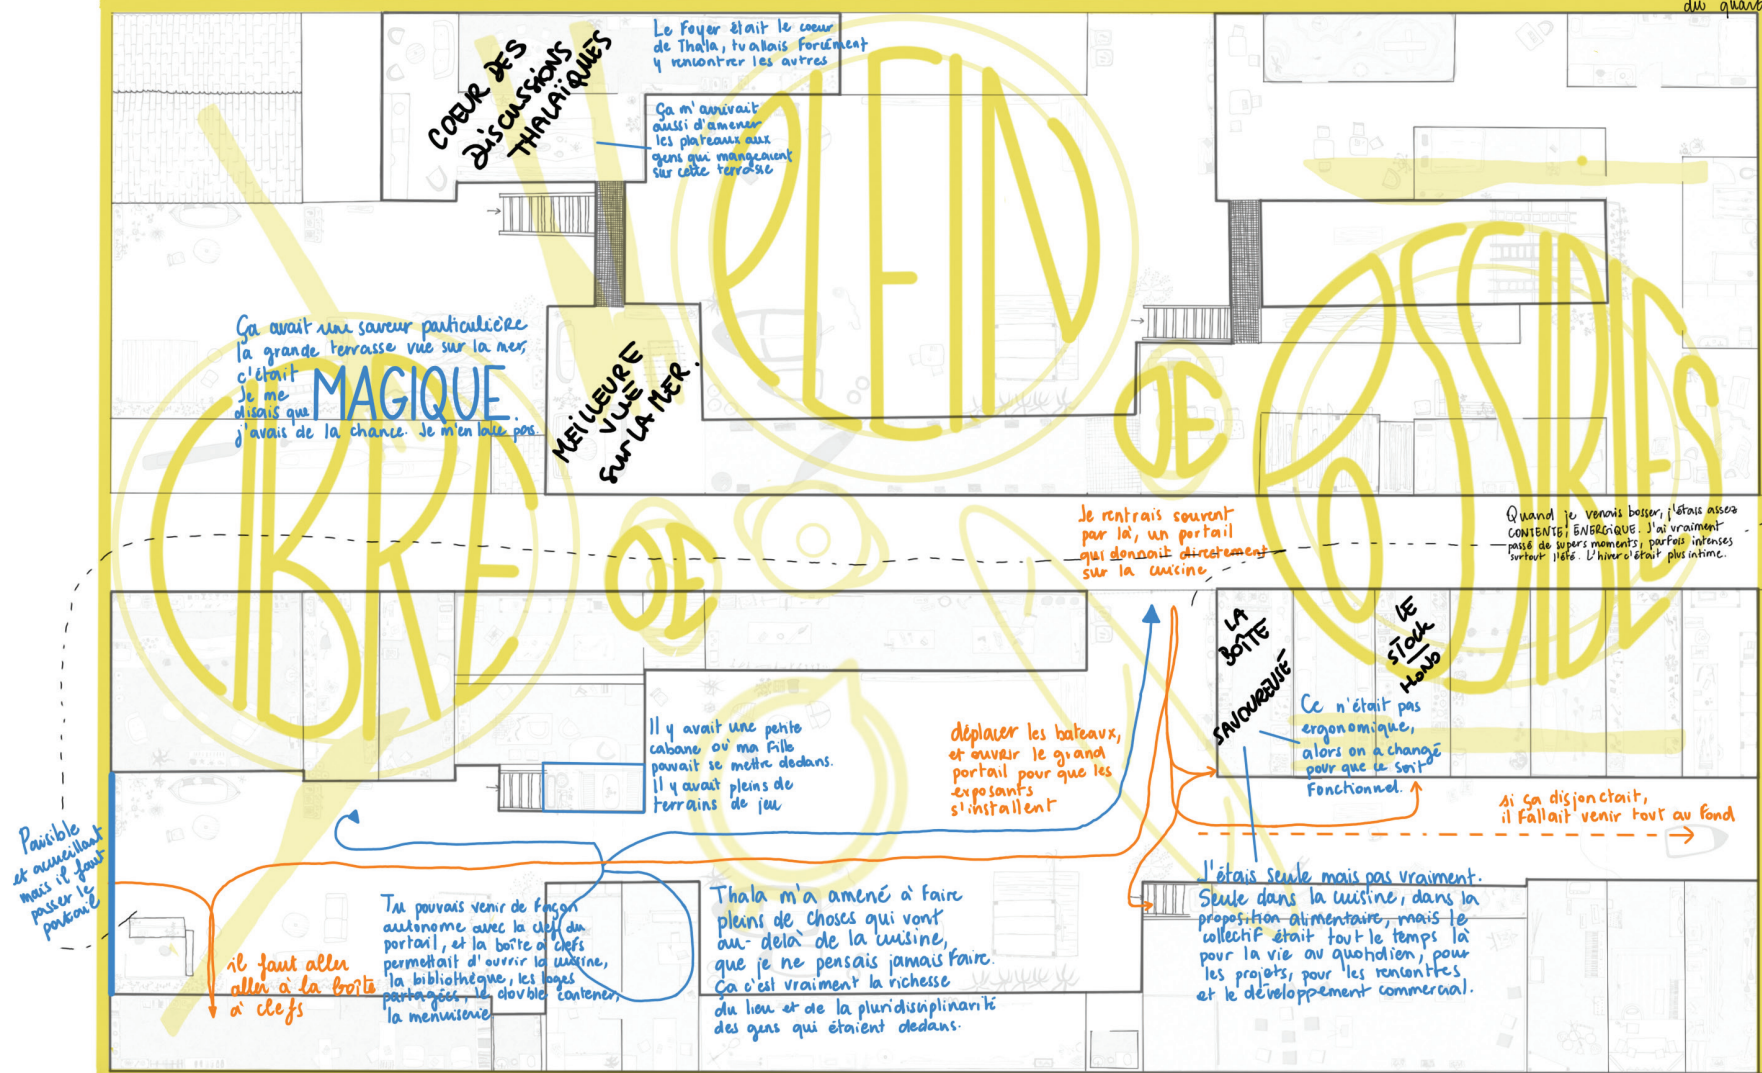 du quart
Le Foyer était le coeur
de Thala, tu allais forcément
y rencontrer les autres
COEUR DES
DISCUSSIONS
THALAÏQUES
Ça m'arrivait
aussi d'amener
les plateaux aux
gens qui mangeaient
sur cette terrasse
PLEIN
DE
POSSIBLES
Ça avait une saveur particulière
la grande terrasse vue sur la mer,
c'était
MAGIQUE.
Je me
disais que
j'avais de la chance. Je m'en lave pas.
MEILLEURE
VUE
SUR LA MER.
LIBRE
DE
Je rentrais souvent
par là, un portail
qui donnait directement
sur la cuisine
Quand je venais bosser, j'étais assez
CONTENTE, ENERGIQUE. J'ai vraiment
passé de supers moments, parfois intenses
surtout l'été. L'hiver c'était plus intime.
LA
BOÎTE
SAVOUREUSE
LE
STOCK
MONO
Ce n'était pas
ergonomique,
alors on a changé
pour que ce soit
Fonctionnel.
Il y avait une petite
cabane où ma Fille
pouvait se mettre dedans.
Il y avait pleins de
terrains de jeu
déplacer les bateaux,
et ouvrir le grand
portail pour que les
exposants
s'installent
si ça disjonctait,
il Fallait venir tout au Fond
Paisible
et accueillant
mais il faut
passer le
portail
il faut aller
aller à la boîte
à clefs
Tu pouvais venir de Façon
autonome avec la clef du
portail, et la boîte à clefs
permettait d'ouvrir la cuisine,
la bibliothèque, les loges
partagées, le double contener,
la menuiserie
Thala m'a amené à faire
pleins de choses qui vont
au-delà de la cuisine,
que je ne pensais jamais Faire.
Ça c'est vraiment la richesse
du lieu et de la pluridisciplinarité
des gens qui étaient dedans.
J'étais seule mais pas vraiment.
Seule dans la cuisine, dans la
proposition alimentaire, mais le
collectif était tout le temps là
pour la vie au quotidien, pour
les projets, pour les rencontres
et le développement commercial.